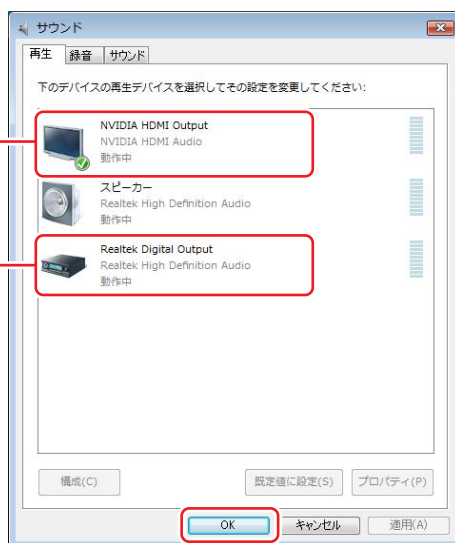 サウンド
再生 録音 サウンド
下のデバイスの再生デバイスを選択してその設定を変更してください:
NVIDIA HDMI Output
NVIDIA HDMI Audio
動作中
スピーカー
Realtek High Definition Audio
動作中
Realtek Digital Output
Realtek High Definition Audio
動作中
構成(C) 既定値に設定(S) プロパティ(P)
OK キャンセル 適用(A)